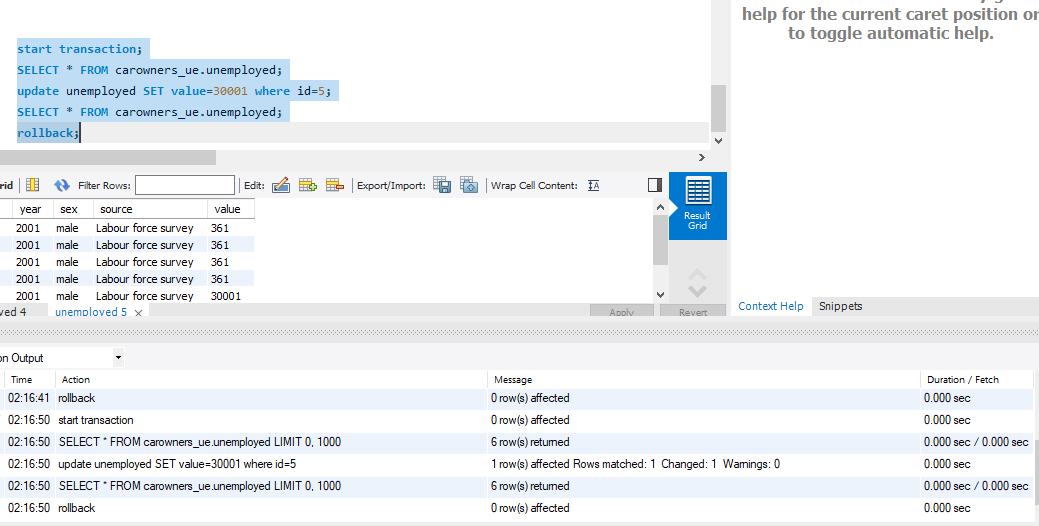 help for the current caret position or
to toggle automatic help.
start transaction;
SELECT * FROM carowners_ue.unemployed;
update unemployed SET value=30001 where id=5;
SELECT * FROM carowners_ue.unemployed;
rollback;
rid Filter Rows: Edit: Export/Import: Wrap Cell Content: IA
Result
Grid
year sex source value
2001 male Labour force survey 361
2001 male Labour force survey 361
2001 male Labour force survey 361
2001 male Labour force survey 361
2001 male Labour force survey 30001
yed 4 unemployed 5 × Apply Revert Context Help Snippets
on Output
Time Action Message Duration / Fetch
02:16:41 rollback 0 row(s) affected 0.000 sec
02:16:50 start transaction 0 row(s) affected 0.000 sec
02:16:50 SELECT * FROM carowners_ue.unemployed LIMIT 0, 1000 6 row(s) returned 0.000 sec / 0.000 sec
02:16:50 update unemployed SET value=30001 where id=5 1 row(s) affected Rows matched: 1 Changed: 1 Warnings: 0 0.000 sec
02:16:50 SELECT * FROM carowners_ue.unemployed LIMIT 0, 1000 6 row(s) returned 0.000 sec / 0.000 sec
02:16:50 rollback 0 row(s) affected 0.000 sec